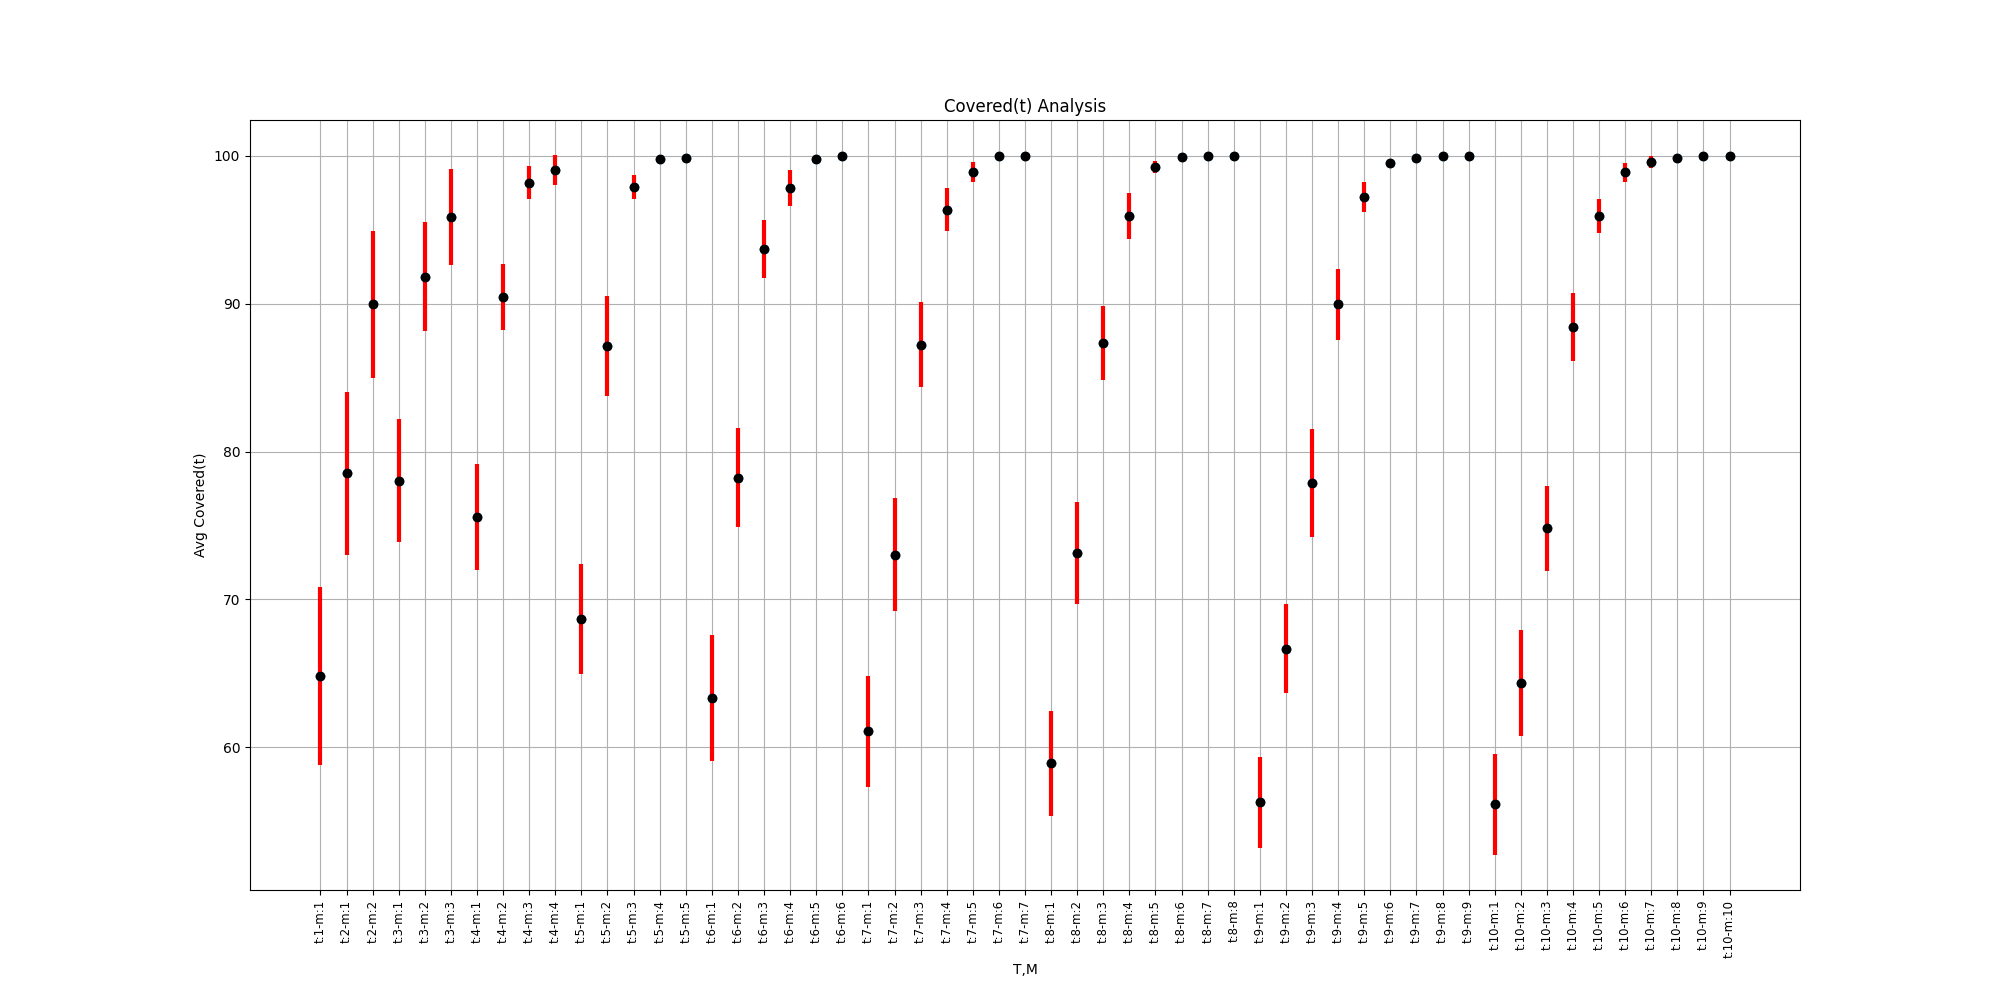 Covered(t) Analysis
100
90
80
70
60
Avg Covered(t)
t:1-m:1
t:2-m:1
t:2-m:2
t:3-m:1
t:3-m:2
t:3-m:3
t:4-m:1
t:4-m:2
t:4-m:3
t:4-m:4
t:5-m:1
t:5-m:2
t:5-m:3
t:5-m:4
t:5-m:5
t:6-m:1
t:6-m:2
t:6-m:3
t:6-m:4
t:6-m:5
t:6-m:6
t:7-m:1
t:7-m:2
t:7-m:3
t:7-m:4
t:7-m:5
t:7-m:6
t:7-m:7
t:8-m:1
t:8-m:2
t:8-m:3
t:8-m:4
t:8-m:5
t:8-m:6
t:8-m:7
t:8-m:8
t:9-m:1
t:9-m:2
t:9-m:3
t:9-m:4
t:9-m:5
t:9-m:6
t:9-m:7
t:9-m:8
t:9-m:9
t:10-m:1
t:10-m:2
t:10-m:3
t:10-m:4
t:10-m:5
t:10-m:6
t:10-m:7
t:10-m:8
t:10-m:9
t:10-m:10
T,M